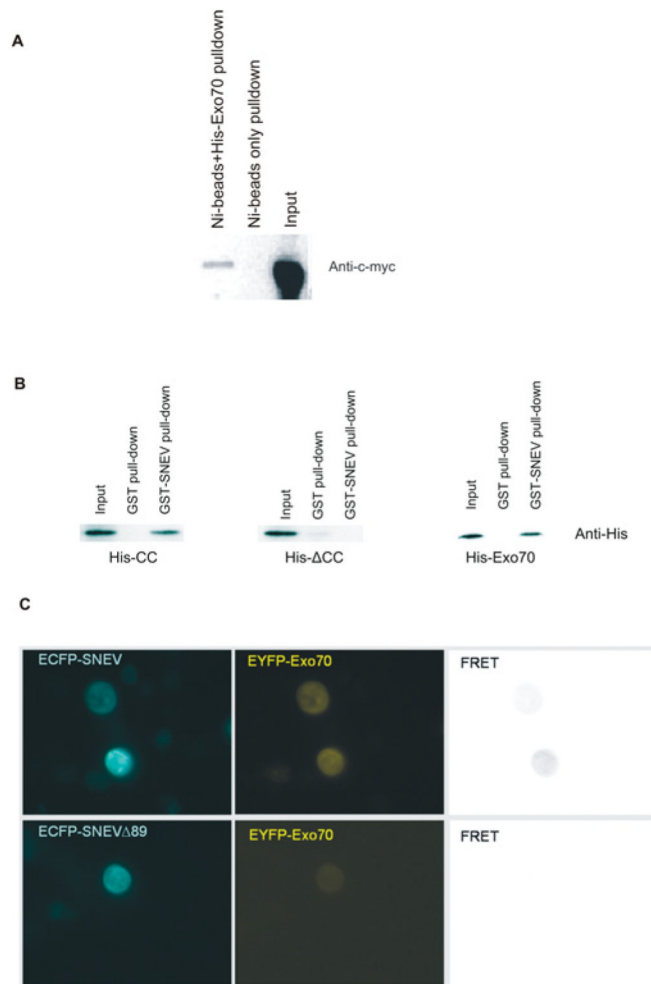 A
Ni-beads+His-Exo70 pulldown
Ni-beads only pulldown
Input
Anti-c-myc
B
Input
GST pull-down
GST-SNEV pull-down
Input
GST pull-down
GST-SNEV pull-down
Input
GST pull-down
GST-SNEV pull-down
Anti-His
His-CC
His-ΔCC
His-Exo70
C
ECFP-SNEV
EYFP-Exo70
FRET
ECFP-SNEVΔ89
EYFP-Exo70
FRET